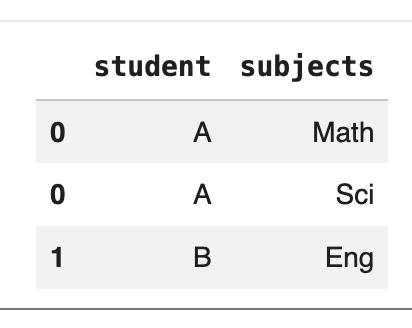 student subjects
0 A Math
0 A Sci
1 B Eng